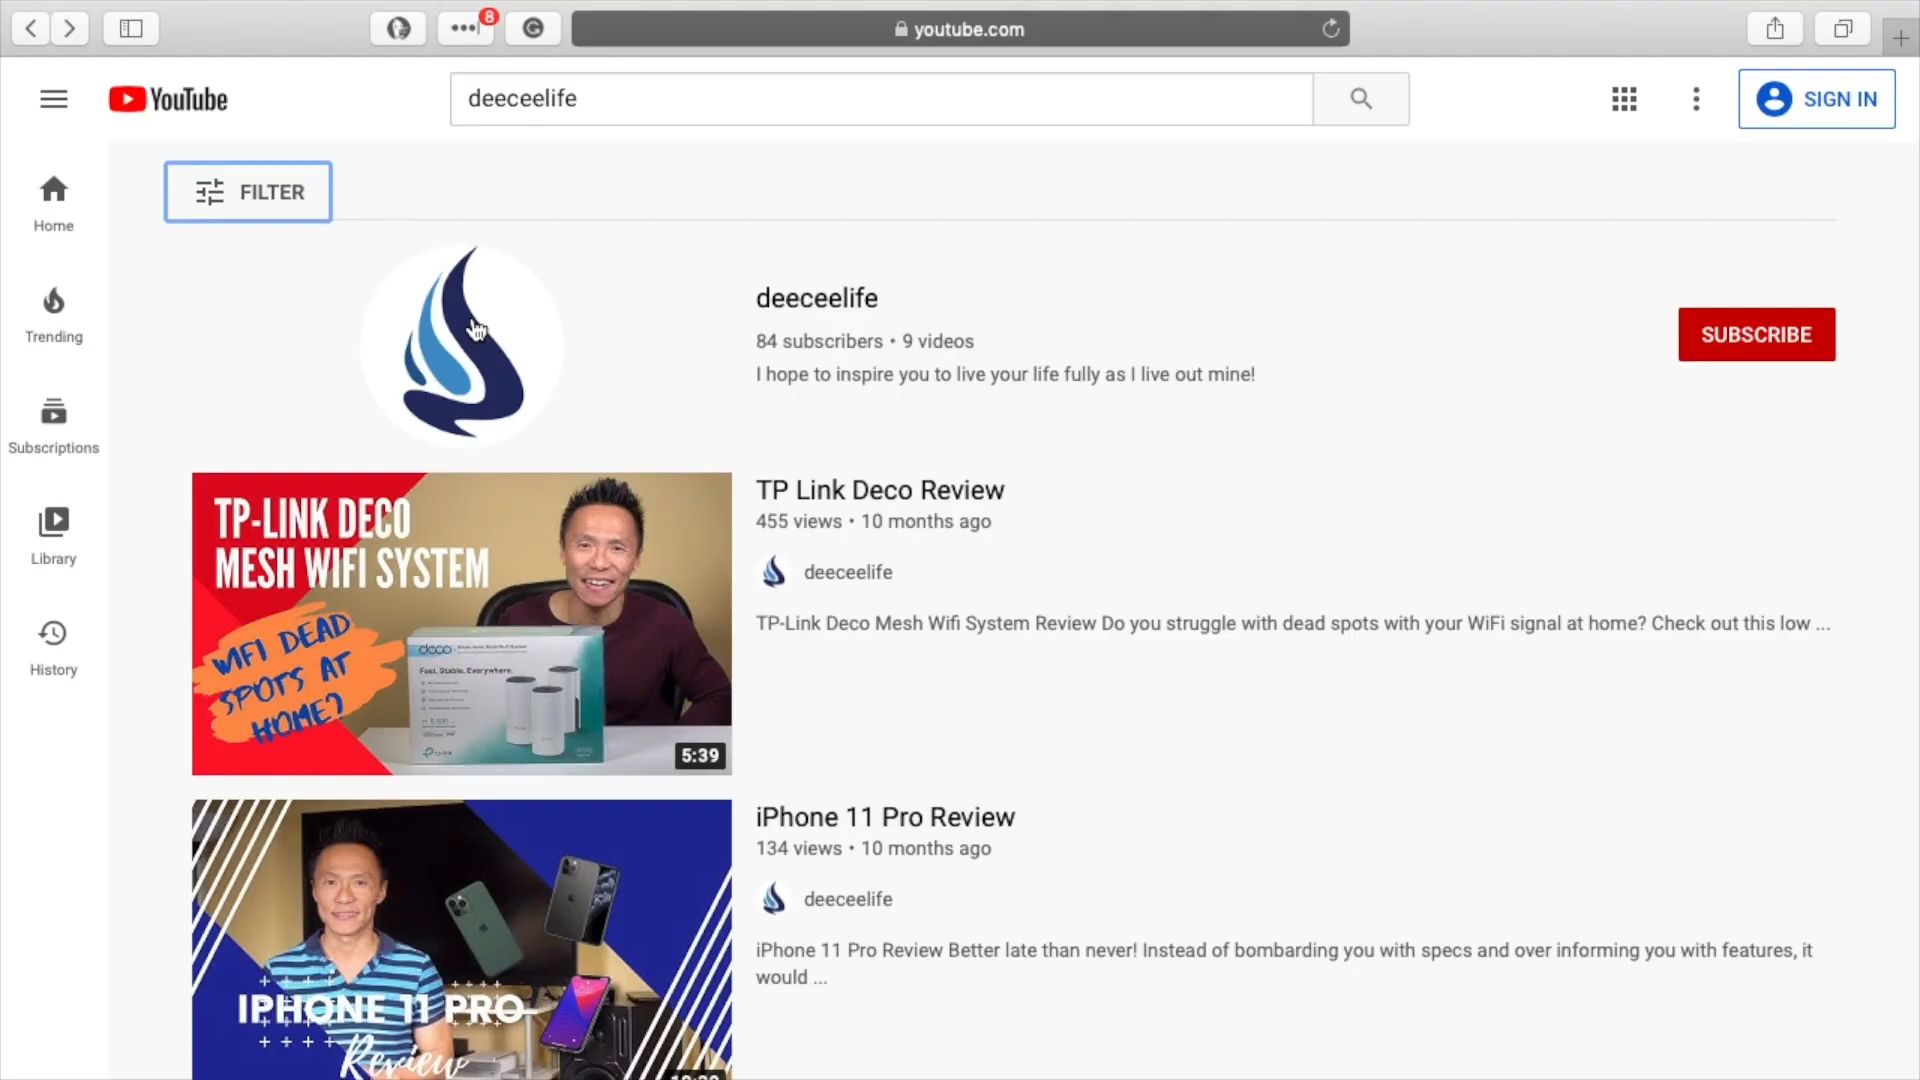 8
youtube.com
YouTube
deeceelife
SIGN IN
FILTER
Home
Trending
Subscriptions
Library
History
deeceelife
84 subscribers • 9 videos
I hope to inspire you to live your life fully as I live out mine!
SUBSCRIBE
TP-LINK DECO
MESH WIFI SYSTEM
WIFI DEAD
SPOTS AT
HOME?
deco
Fast. Stable. Everywhere.
tp-link
5:39
TP Link Deco Review
455 views • 10 months ago
deeceelife
TP-Link Deco Mesh Wifi System Review Do you struggle with dead spots with your WiFi signal at home? Check out this low ...
IPHONE 11 PRO
Review
iPhone 11 Pro Review
134 views • 10 months ago
deeceelife
iPhone 11 Pro Review Better late than never! Instead of bombarding you with specs and over informing you with features, it
would ...